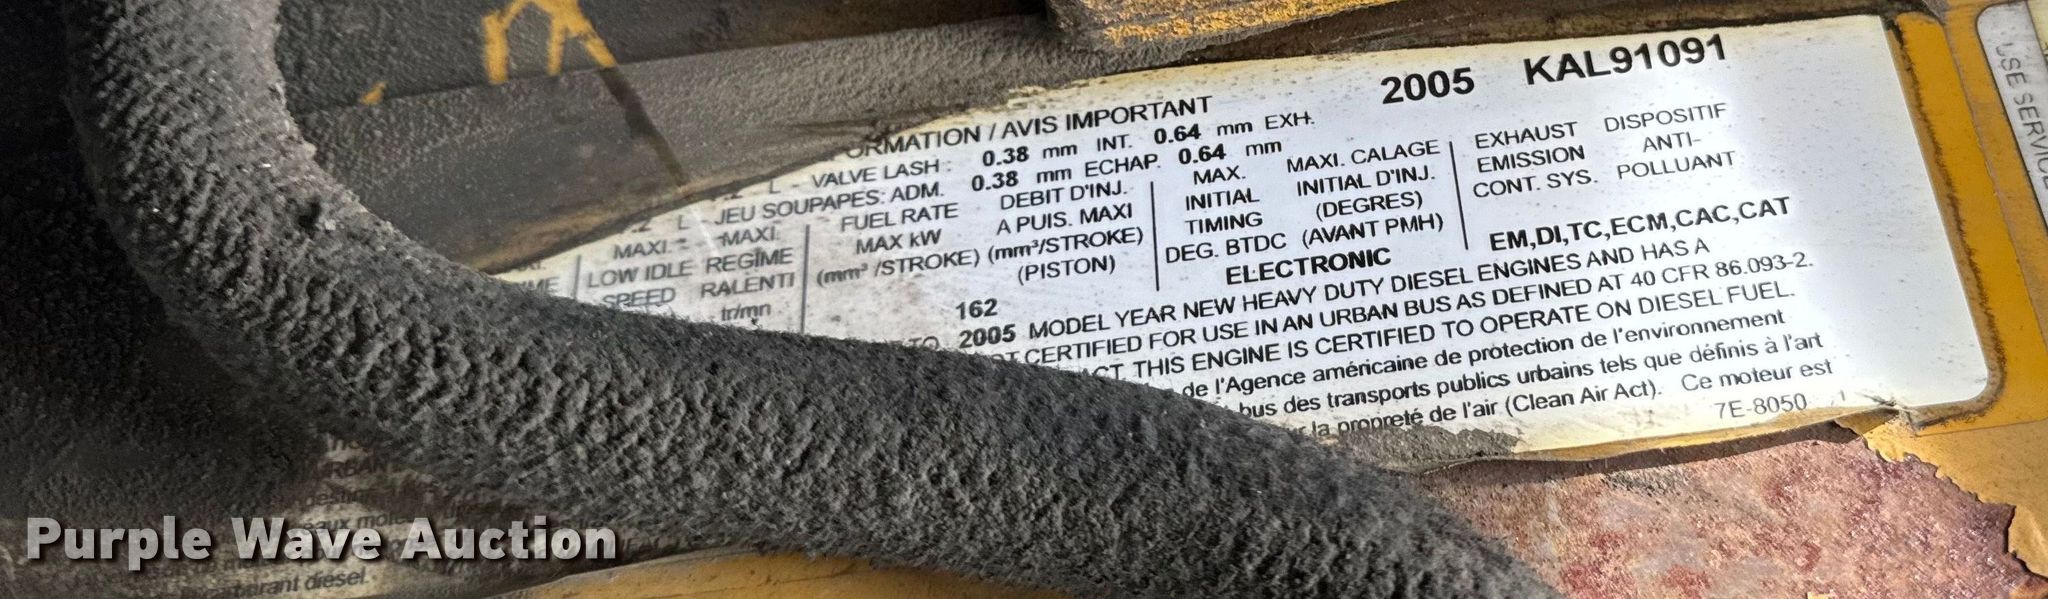 2005 KAL91091
ORMATION / AVIS IMPORTANT
L - VALVE LASH : 0.38 mm INT. 0.64 mm EXH.
L - JEU SOUPAPES: ADM. 0.38 mm ECHAP. 0.64 mm
MAXI. MAXI.
LOW IDLE REGIME
SPEED RALENTI
tr/mn
FUEL RATE DEBIT D'INJ.
MAX kW A PUIS. MAXI
(mm³ /STROKE) (mm³/STROKE)
(PISTON)
162
MAX. MAXI. CALAGE
INITIAL INITIAL D'INJ.
TIMING (DEGRES)
DEG. BTDC (AVANT PMH)
ELECTRONIC
EXHAUST DISPOSITIF
EMISSION ANTI-
CONT. SYS. POLLUANT
EM,DI,TC,ECM,CAC,CAT
TO 2005 MODEL YEAR NEW HEAVY DUTY DIESEL ENGINES AND HAS A
CERTIFIED FOR USE IN AN URBAN BUS AS DEFINED AT 40 CFR 86.093-2.
ACT. THIS ENGINE IS CERTIFIED TO OPERATE ON DIESEL FUEL.
de l'Agence américaine de protection de l'environnement
bus des transports publics urbains tels que définis à l'art
la propreté de l'air (Clean Air Act). Ce moteur est
7E-8050
USE SERVICE
diesel.
Purple Wave Auction